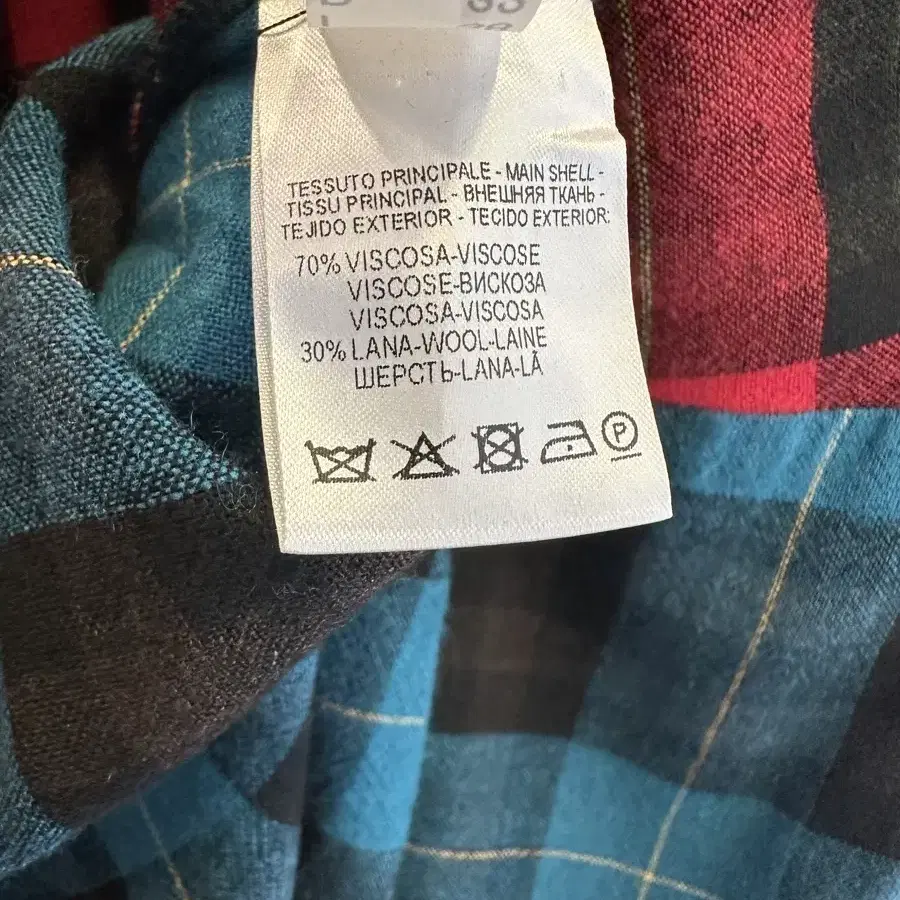 TESSUTO PRINCIPALE - MAIN SHELL -
TISSU PRINCIPAL - ВНЕШНЯЯ ТКАНЬ -
TEJIDO EXTERIOR - TECIDO EXTERIOR:
70% VISCOSA-VISCOSE
VISCOSE-ВИСКОЗА
VISCOSA-VISCOSA
30% LANA-WOOL-LAINE
ШЕРСТЬ-LANA-LÃ
P